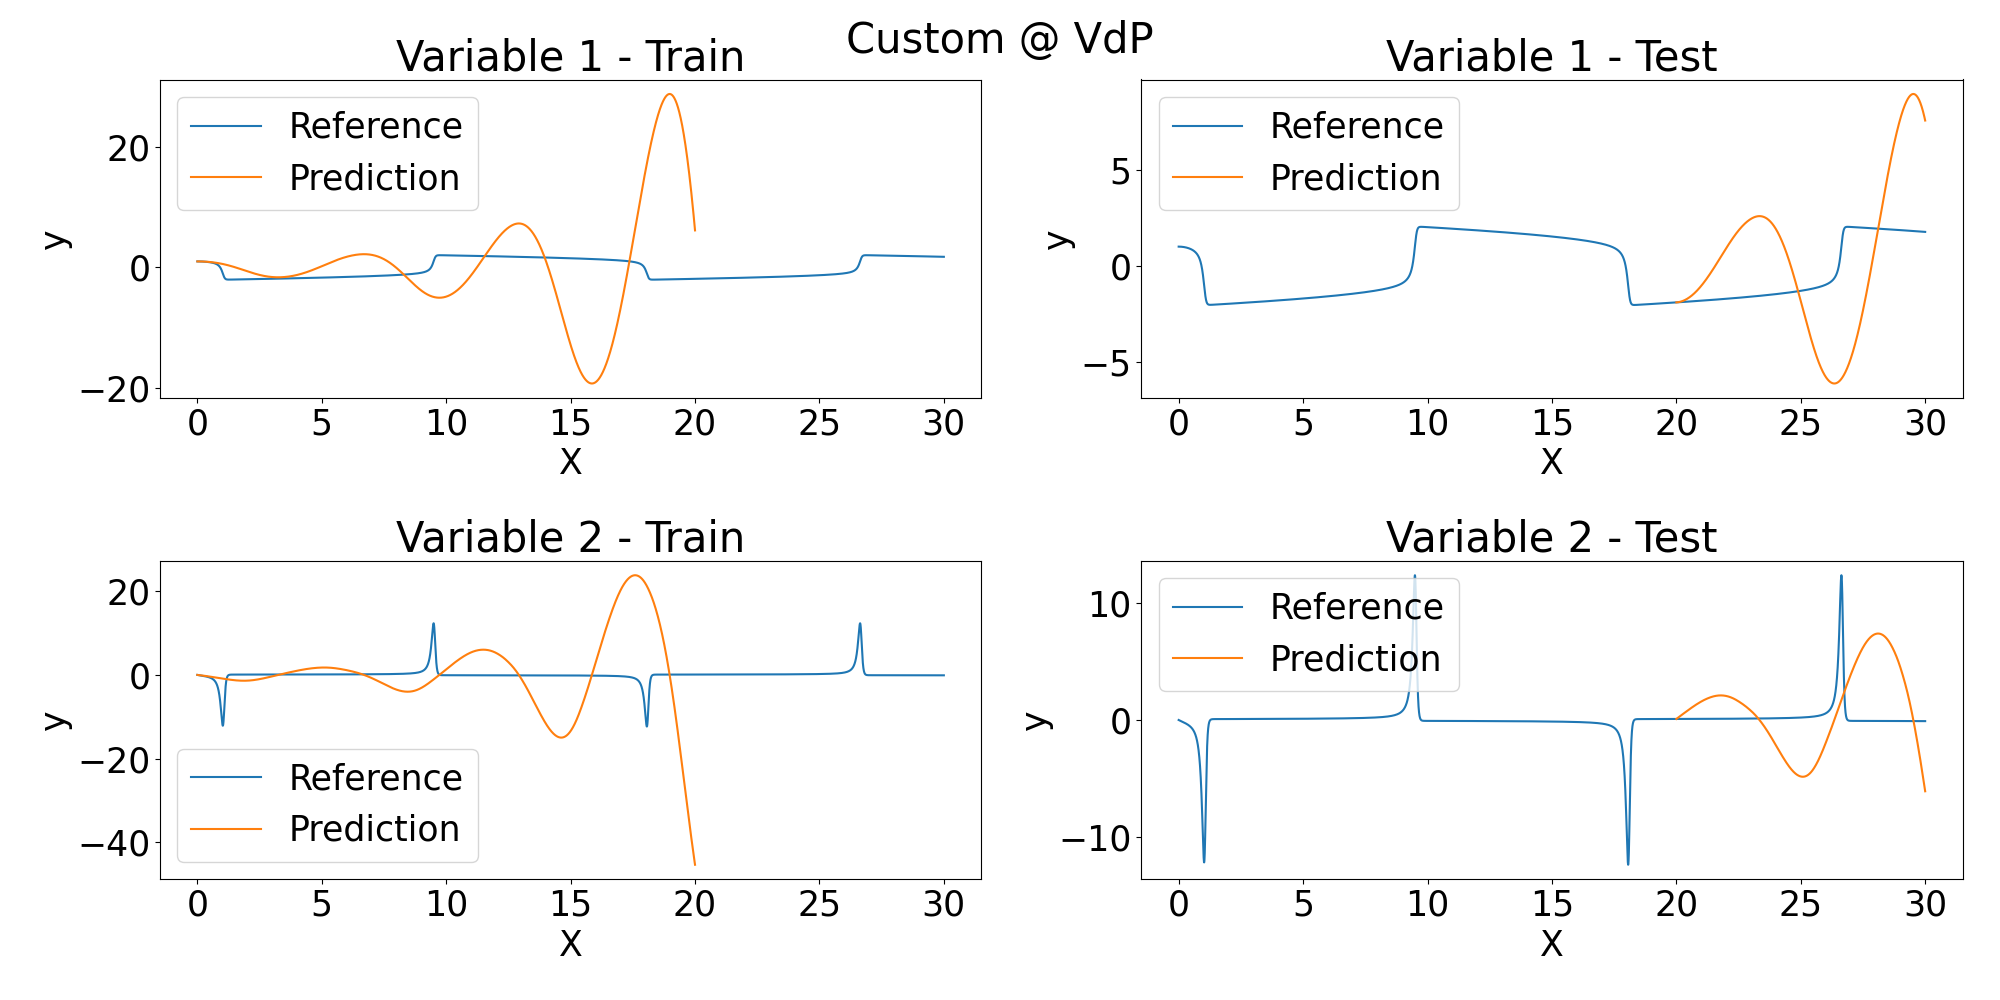 Custom @ VdP
Variable 1 - Train
Reference
Prediction
y
20
0
−20
0 5 10 15 20 25 30
X
Variable 1 - Test
Reference
Prediction
y
5
0
−5
0 5 10 15 20 25 30
X
Variable 2 - Train
y
20
0
−20
−40
Reference
Prediction
0 5 10 15 20 25 30
X
Variable 2 - Test
Reference
Prediction
y
10
0
−10
0 5 10 15 20 25 30
X